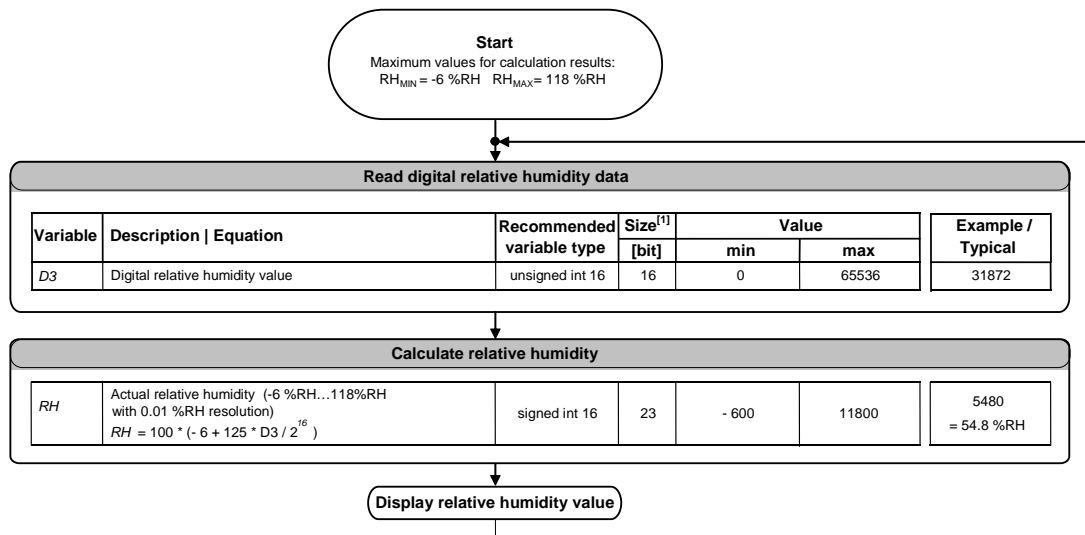 Start
Maximum values for calculation results:
RHMIN = -6 %RH RHMAX= 118 %RH
Read digital relative humidity data
Variable Description | Equation Recommended variable type Size[1] [bit] Value min max Example / Typical
D3 Digital relative humidity value unsigned int 16 16 0 65536 31872
Calculate relative humidity
RH
Actual relative humidity (-6 %RH…118%RH
with 0.01 %RH resolution)
RH = 100 * (- 6 + 125 * D3 / 2^16 )
signed int 16 23 - 600 11800
5480
= 54.8 %RH
Display relative humidity value